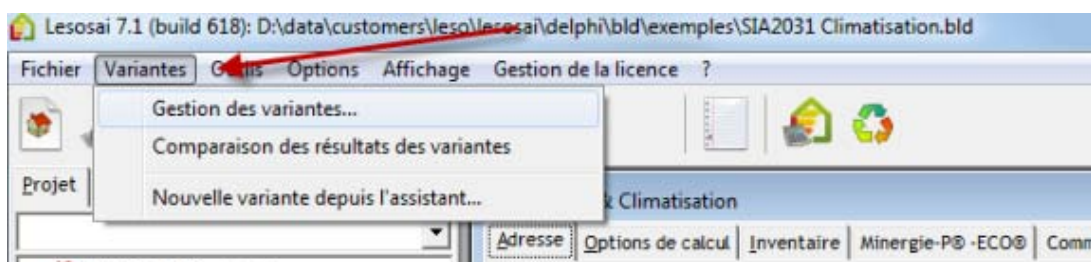 Lesosai 7.1 (build 618): D:\data\customers\leso\lesosai\delphi\bld\exemples\SIA2031 Climatisation.bld
Fichier Variantes Outils Options Affichage Gestion de la licence ?
Gestion des variantes...
Comparaison des résultats des variantes
Nouvelle variante depuis l'assistant...
Projet
& Climatisation
Adresse Options de calcul Inventaire Minergie-P® -ECO®